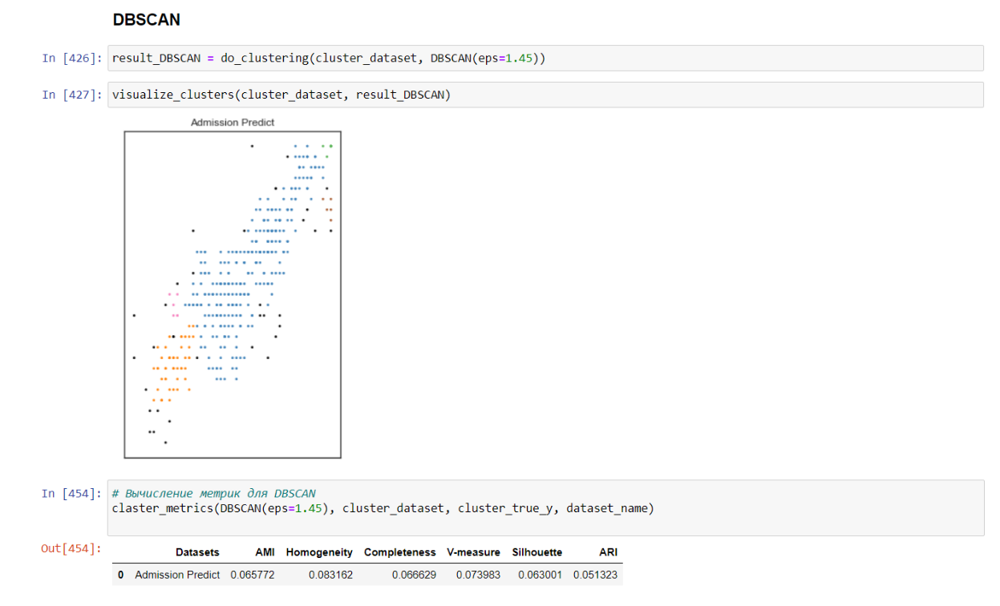 DBSCAN
In [426]: result_DBSCAN = do_clustering(cluster_dataset, DBSCAN(eps=1.45))
In [427]: visualize_clusters(cluster_dataset, result_DBSCAN)
Admission Predict
In [454]: # Вычисление метрик для DBSCAN
claster_metrics(DBSCAN(eps=1.45), cluster_dataset, cluster_true_y, dataset_name)
Out[454]:
Datasets AMI Homogeneity Completeness V-measure Silhouette ARI
0 Admission Predict 0.065772 0.083162 0.066629 0.073983 0.063001 0.051323